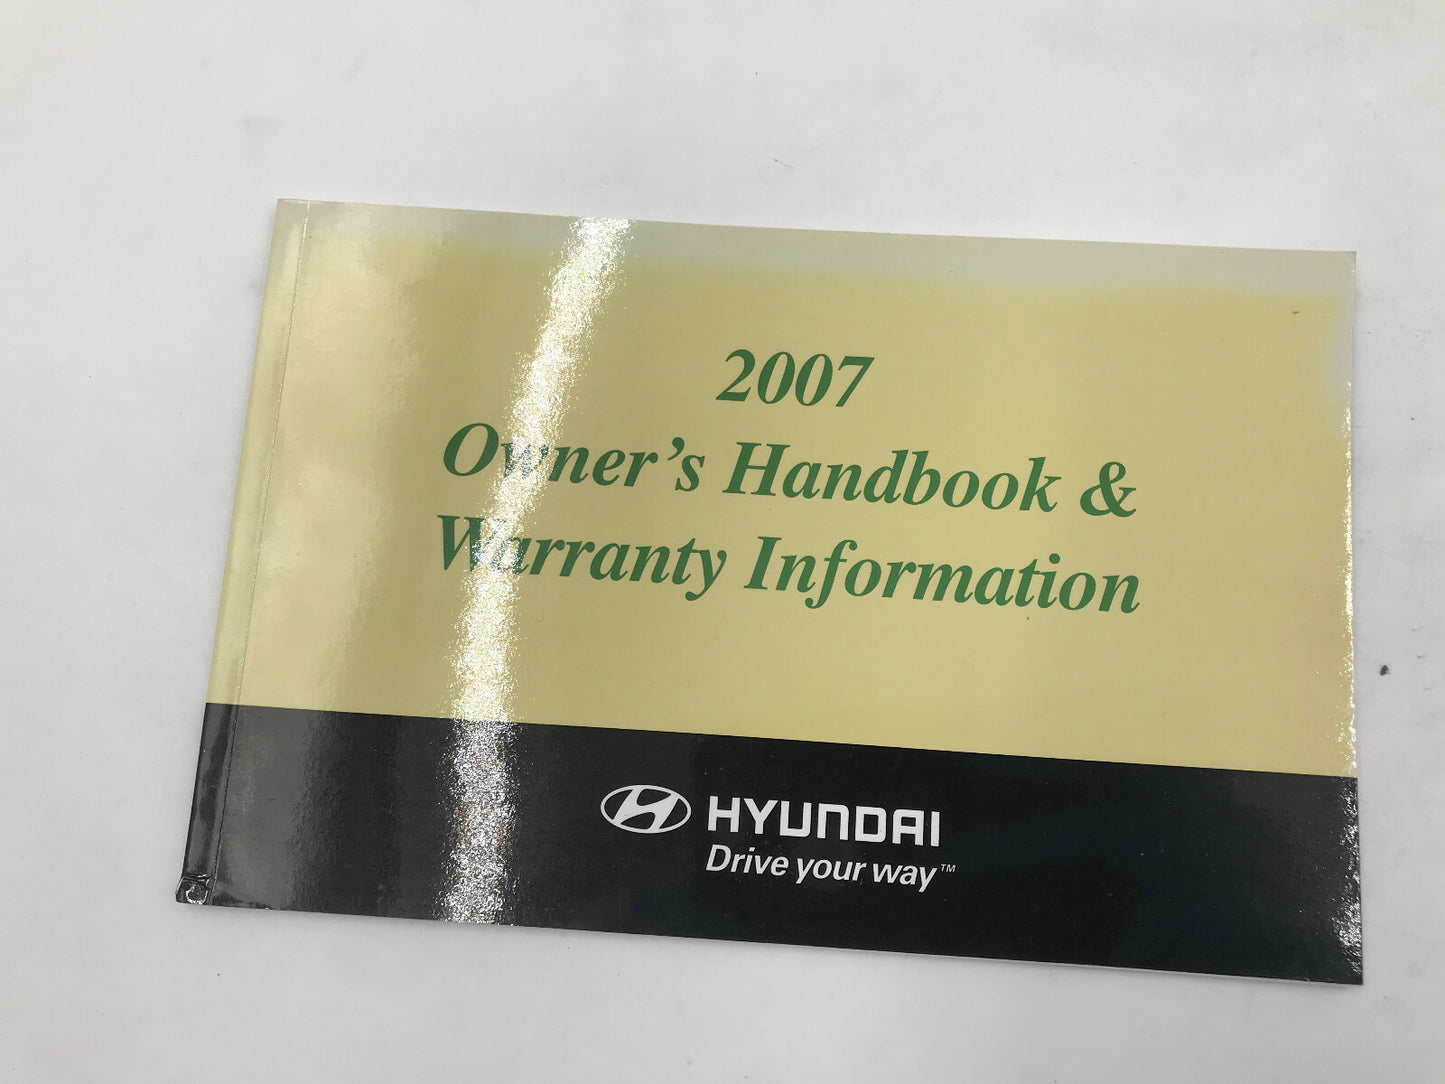 2007
Owner's Handbook &
Warranty Information
HYUNDAI
Drive your way™